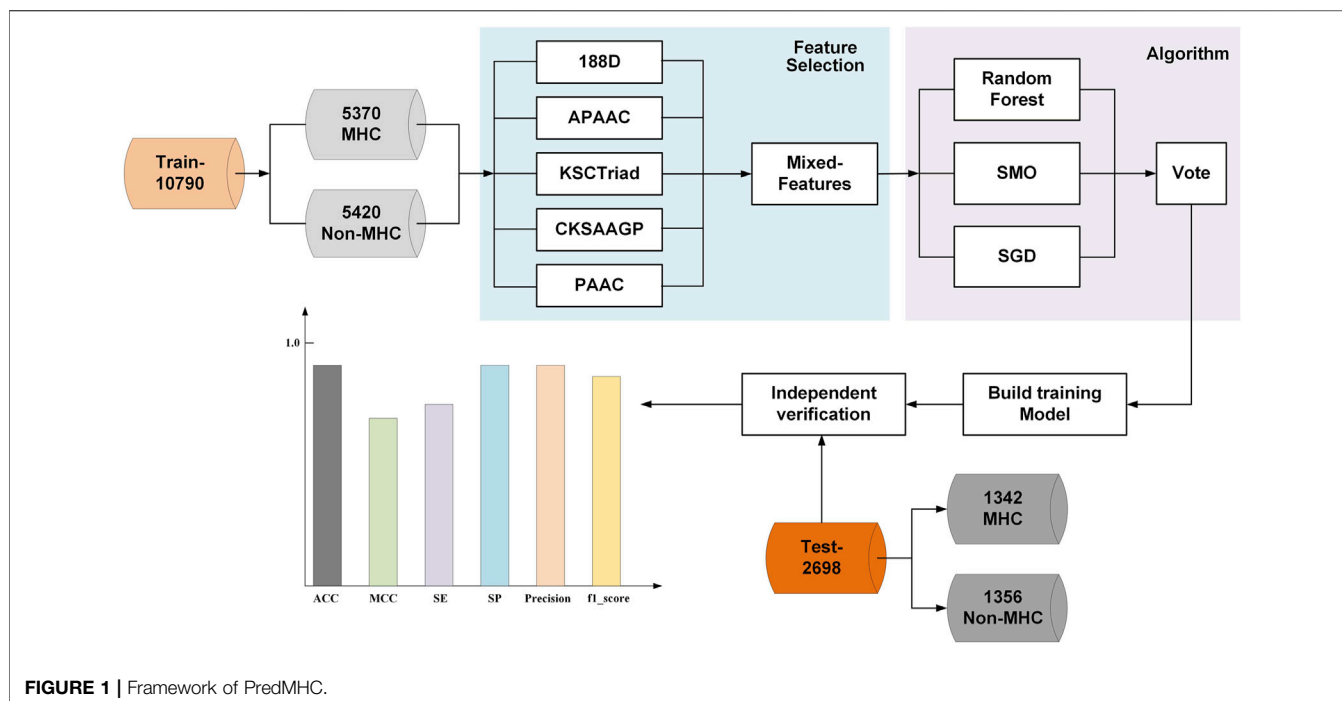 Train-
10790
5370
MHC
5420
Non-MHC
Feature
Selection
188D
APAAC
KSCTriad
CKSAAGP
PAAC
Mixed-
Features
Algorithm
Random
Forest
SMO
SGD
Vote
Build training
Model
Independent
verification
Test-
2698
1342
MHC
1356
Non-MHC
1.0
ACC MCC SE SP Precision f1_score
FIGURE 1 | Framework of PredMHC.